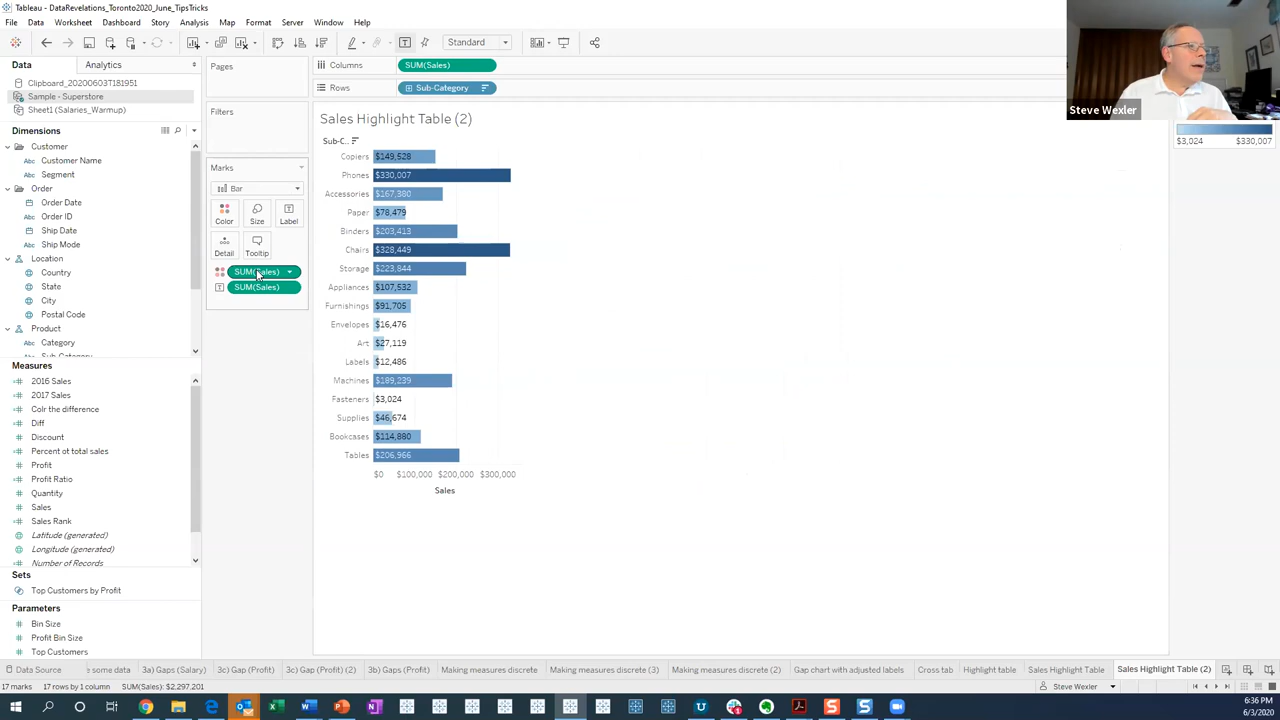 Tableau - DataRevelations_Toronto2020_June_TipsTricks
File Data Worksheet Dashboard Story Analysis Map Format Server Window Help
Standard
Data Analytics
Clipboard_20200603T181951
Sample - Superstore
Sheet1 (Salaries_Warmup)
Dimensions
Customer
Abc Customer Name
Abc Segment
Order
Order Date
Abc Order ID
Ship Date
Abc Ship Mode
Location
Country
State
City
Postal Code
Product
Abc Category
Measures
2016 Sales
2017 Sales
Colr the difference
Diff
Discount
Percent ot total sales
Profit
Profit Ratio
Quantity
Sales
Sales Rank
Latitude (generated)
Longitude (generated)
Number of Records
Sets
Top Customers by Profit
Parameters
Bin Size
Profit Bin Size
Top Customers
Pages
Filters
Marks
Bar
Color Size Label
Detail Tooltip
SUM(Sales)
SUM(Sales)
Columns SUM(Sales)
Rows Sub-Category
Sales Highlight Table (2)
Sub-C..
Copiers $149,528
Phones $330,007
Accessories $167,380
Paper $78,479
Binders $203,413
Chairs $328,449
Storage $223,844
Appliances $107,532
Furnishings $91,705
Envelopes $16,476
Art $27,119
Labels $12,486
Machines $189,239
Fasteners $3,024
Supplies $46,674
Bookcases $114,880
Tables $206,966
$0 $100,000 $200,000 $300,000
Sales
Steve Wexler
$3,024 $330,007
Data Source e some data 3a) Gaps (Salary) 3c) Gap (Profit) 3c) Gap (Profit) (2) 3b) Gaps (Profit) Making measures discrete Making measures discrete (3) Making measures discrete (2) Gap chart with adjusted labels Cross tab Highlight table Sales Highlight Table Sales Highlight Table (2)
17 marks 17 rows by 1 column SUM(Sales): $2,297,201 Steve Wexler
6:36 PM
6/3/2020